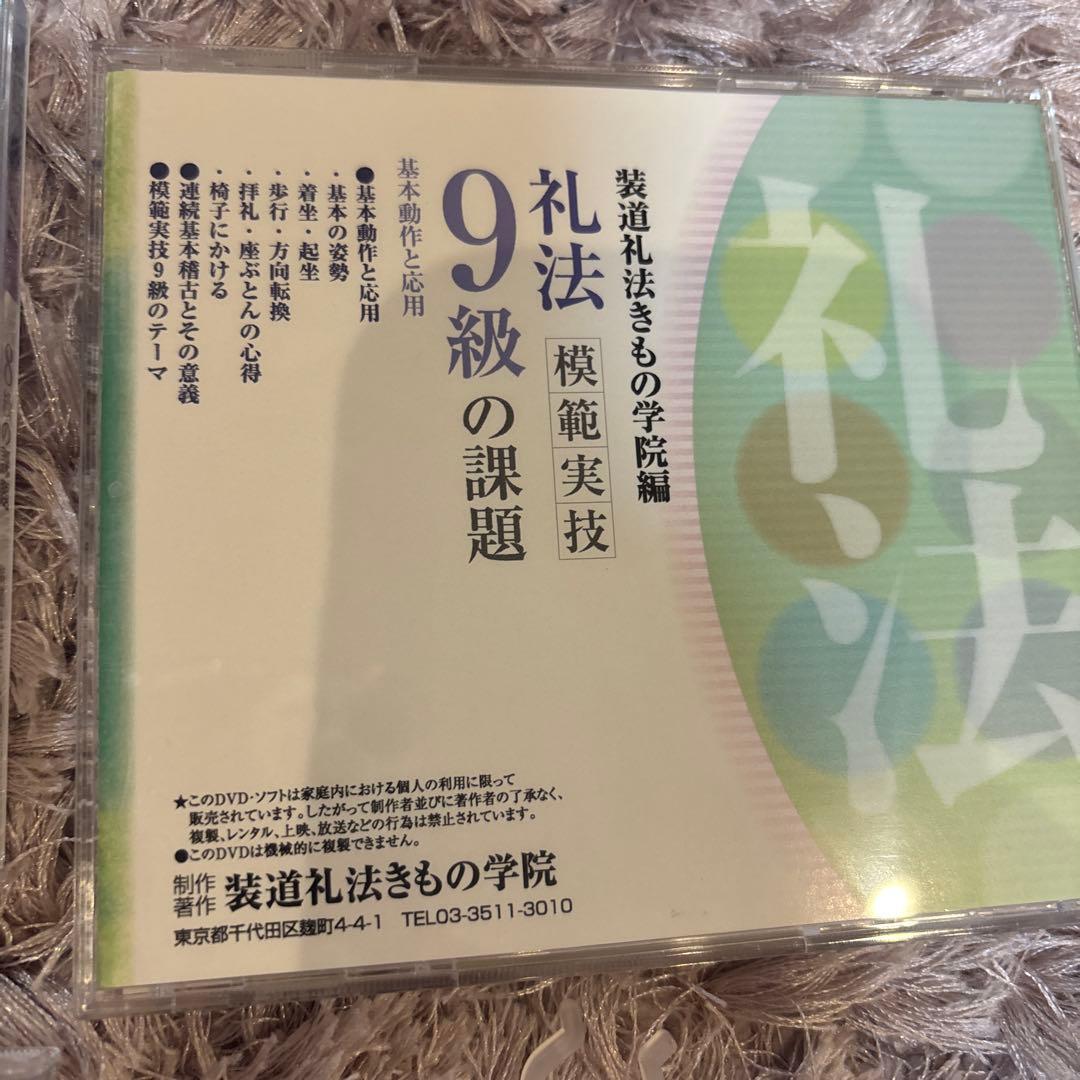 礼法
装道礼法きもの学院編
礼法 模範実技
9級の課題
基本動作と応用
●基本動作と応用
・基本の姿勢
・着坐・起坐
・歩行・方向転換
・拝礼・座ぶとんの心得
・椅子にかける
●連続基本稽古とその意義
●模範実技9級のテーマ
★このDVD・ソフトは家庭内における個人の利用に限って
販売されています。したがって制作者並びに著作者の了承なく、
複製、レンタル、上映、放送などの行為は禁止されています。
●このDVDは機械的に複製できません。
制作
著作 装道礼法きもの学院
東京都千代田区麹町4-4-1 TEL03-3511-3010